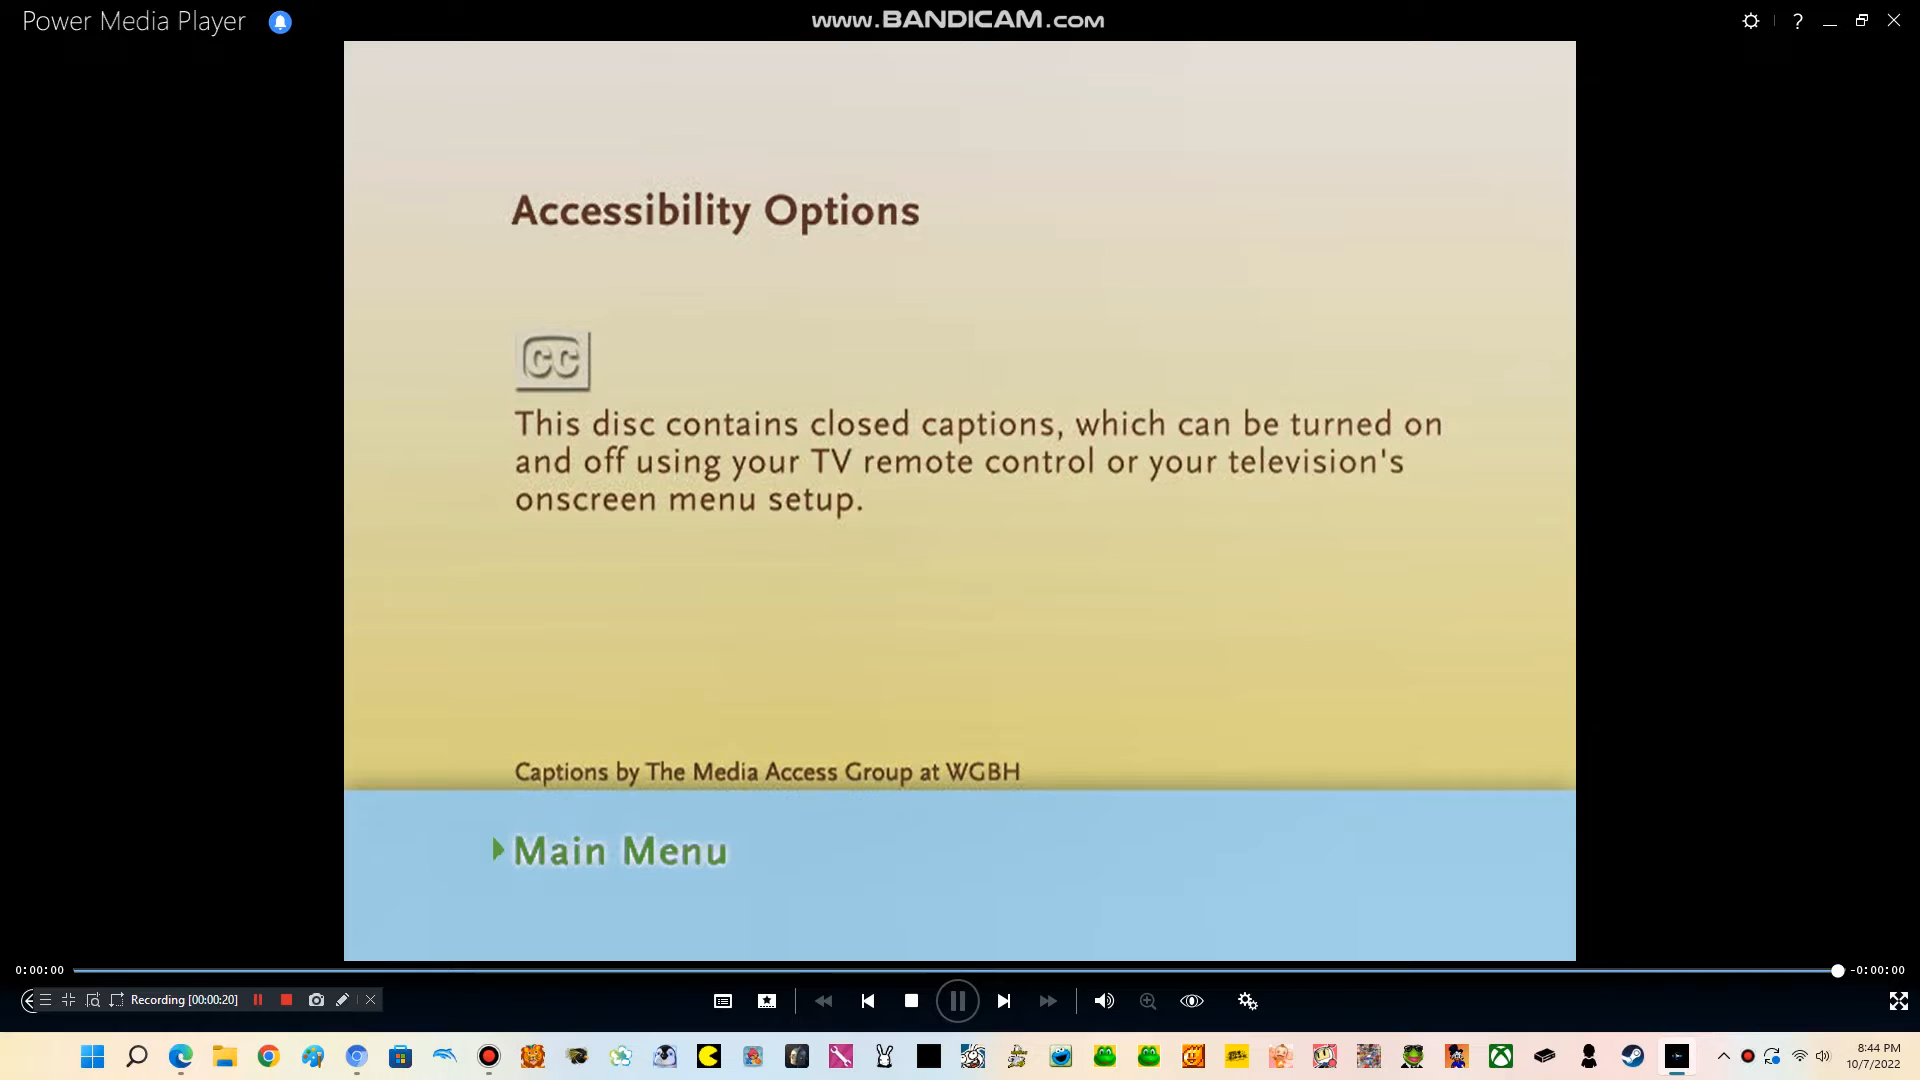 Power Media Player
www.BANDICAM.com
?
Accessibility Options
CC
This disc contains closed captions, which can be turned on
and off using your TV remote control or your television's
onscreen menu setup.
Captions by The Media Access Group at WGBH
Main Menu
0:00:00
-0:00:00
Recording [00:00:20]
8:44 PM
10/7/2022